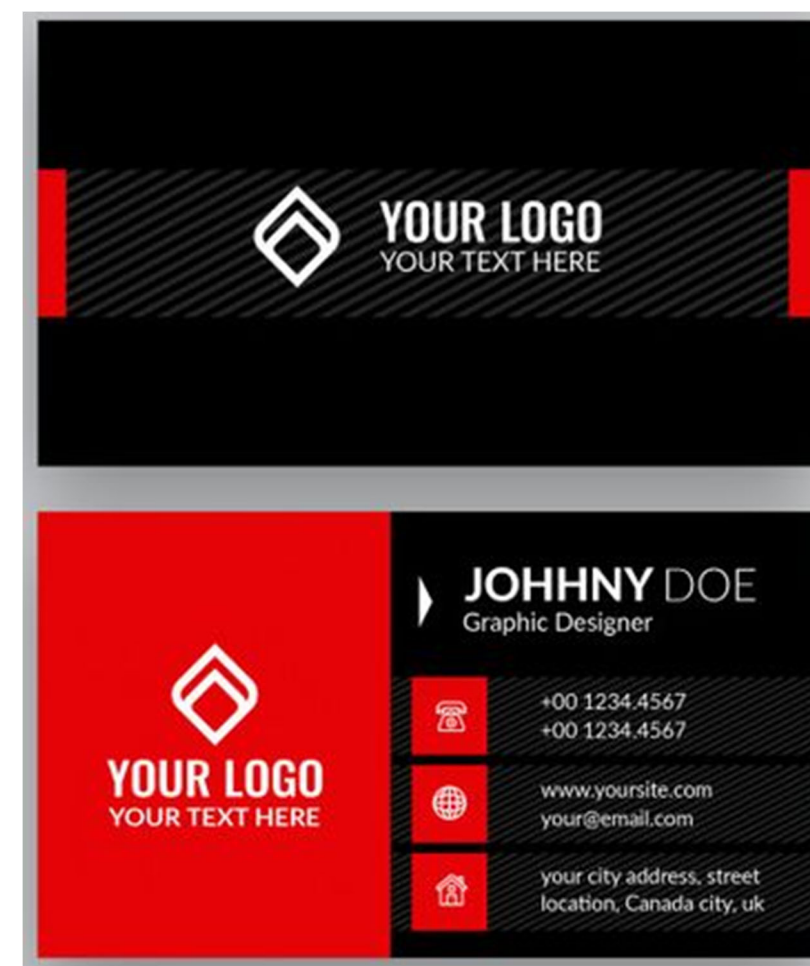 YOUR LOGO
YOUR TEXT HERE
JOHHNY DOE
Graphic Designer
YOUR LOGO
YOUR TEXT HERE
+00 1234.4567
+00 1234.4567
www.yoursite.com
your@email.com
your city address, street
location, Canada city, uk